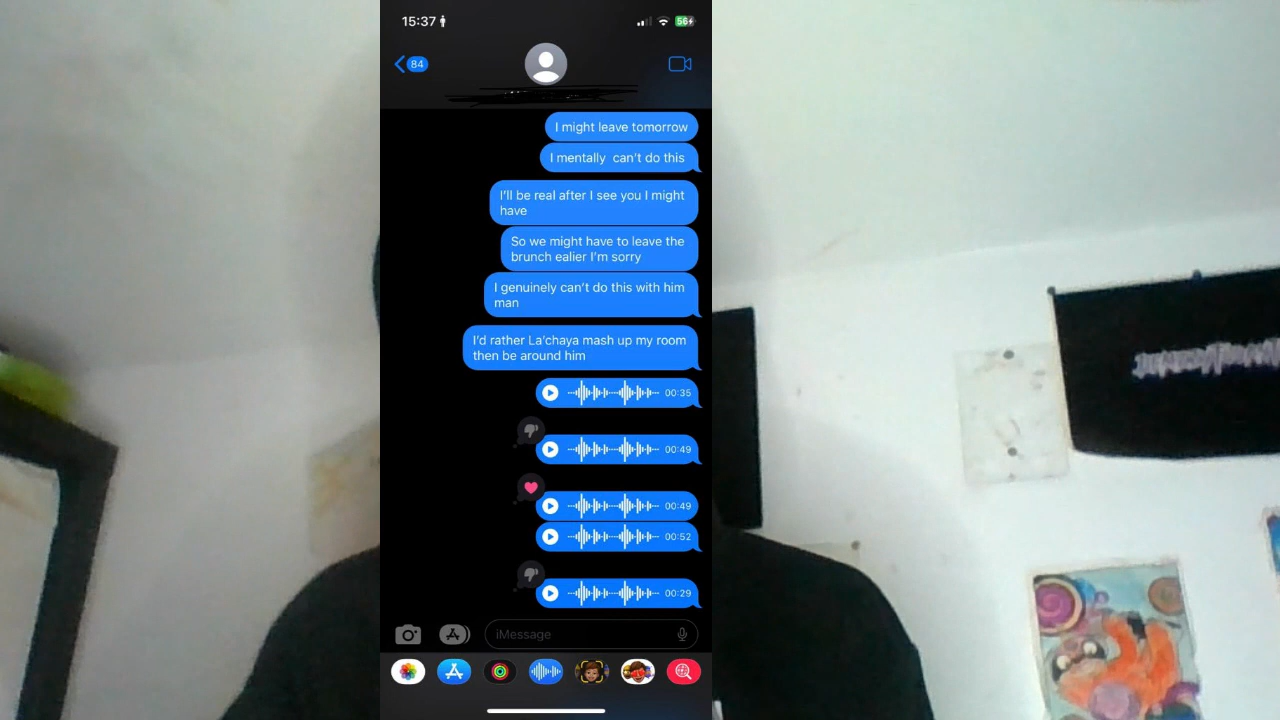 15:37
56
84
I might leave tomorrow
I mentally  can't do this
I'll be real after I see you I might
have
So we might have to leave the
brunch ealier I'm sorry
I genuinely can't do this with him
man
I'd rather La'chaya mash up my room
then be around him
00:35
00:49
00:49
00:52
00:29
iMessage